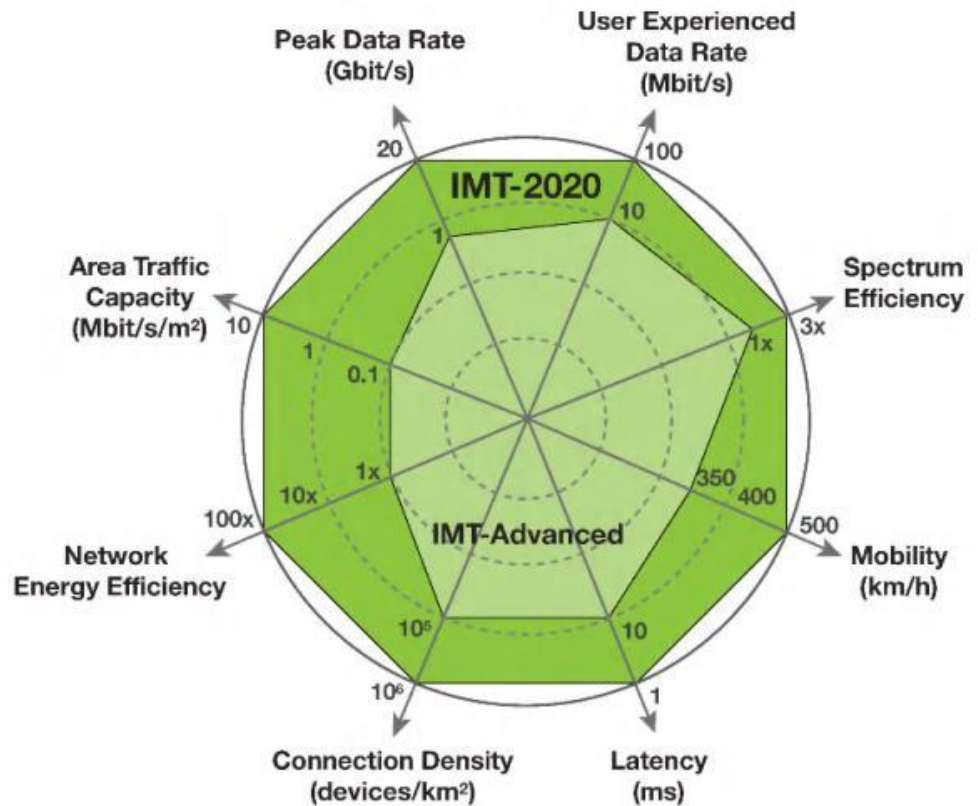 Peak Data Rate
(Gbit/s)
User Experienced
Data Rate
(Mbit/s)
20
100
IMT-2020
1
10
Area Traffic
Capacity
(Mbit/s/m²)
Spectrum
Efficiency
10
1
0.1
1x
3x
1x
10x
100x
350
400
500
Network
Energy Efficiency
IMT-Advanced
Mobility
(km/h)
10⁵
10
10⁶
1
Connection Density
(devices/km²)
Latency
(ms)